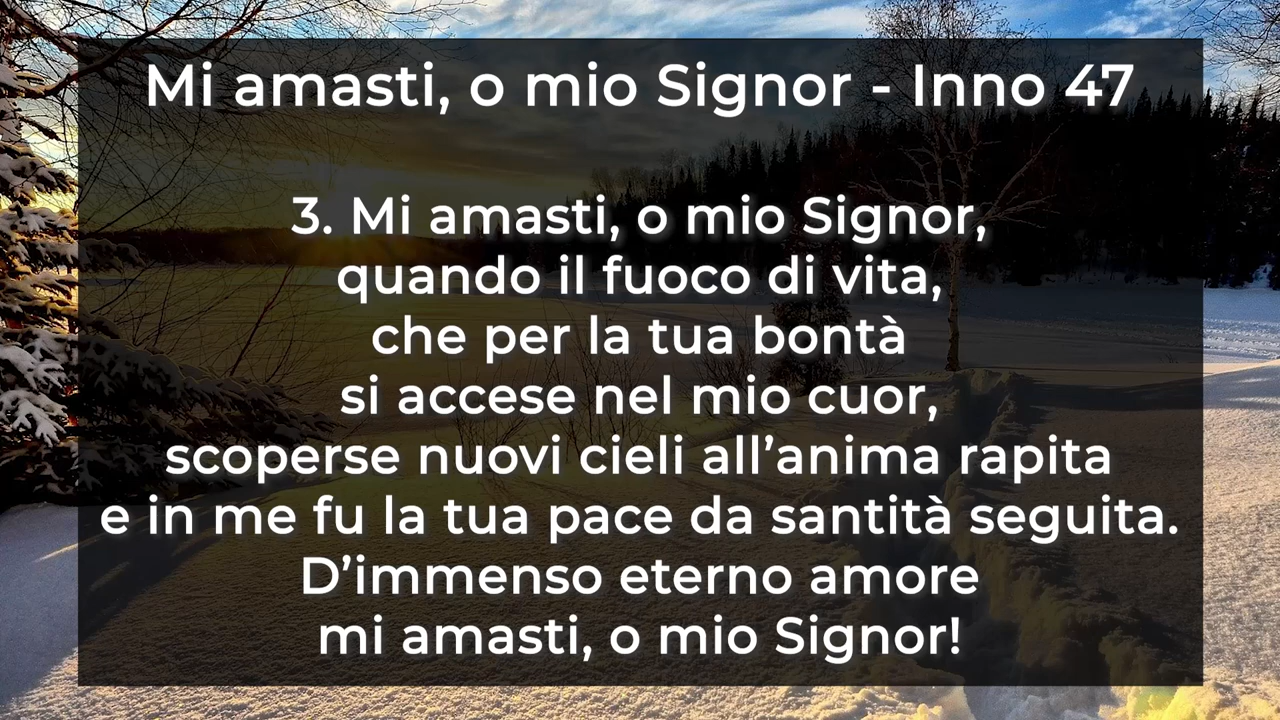 Mi amasti, o mio Signor - Inno 47
3. Mi amasti, o mio Signor,
quando il fuoco di vita,
che per la tua bontà
si accese nel mio cuor,
scoperse nuovi cieli all’anima rapita
e in me fu la tua pace da santità seguita.
D’immenso eterno amore
mi amasti, o mio Signor!